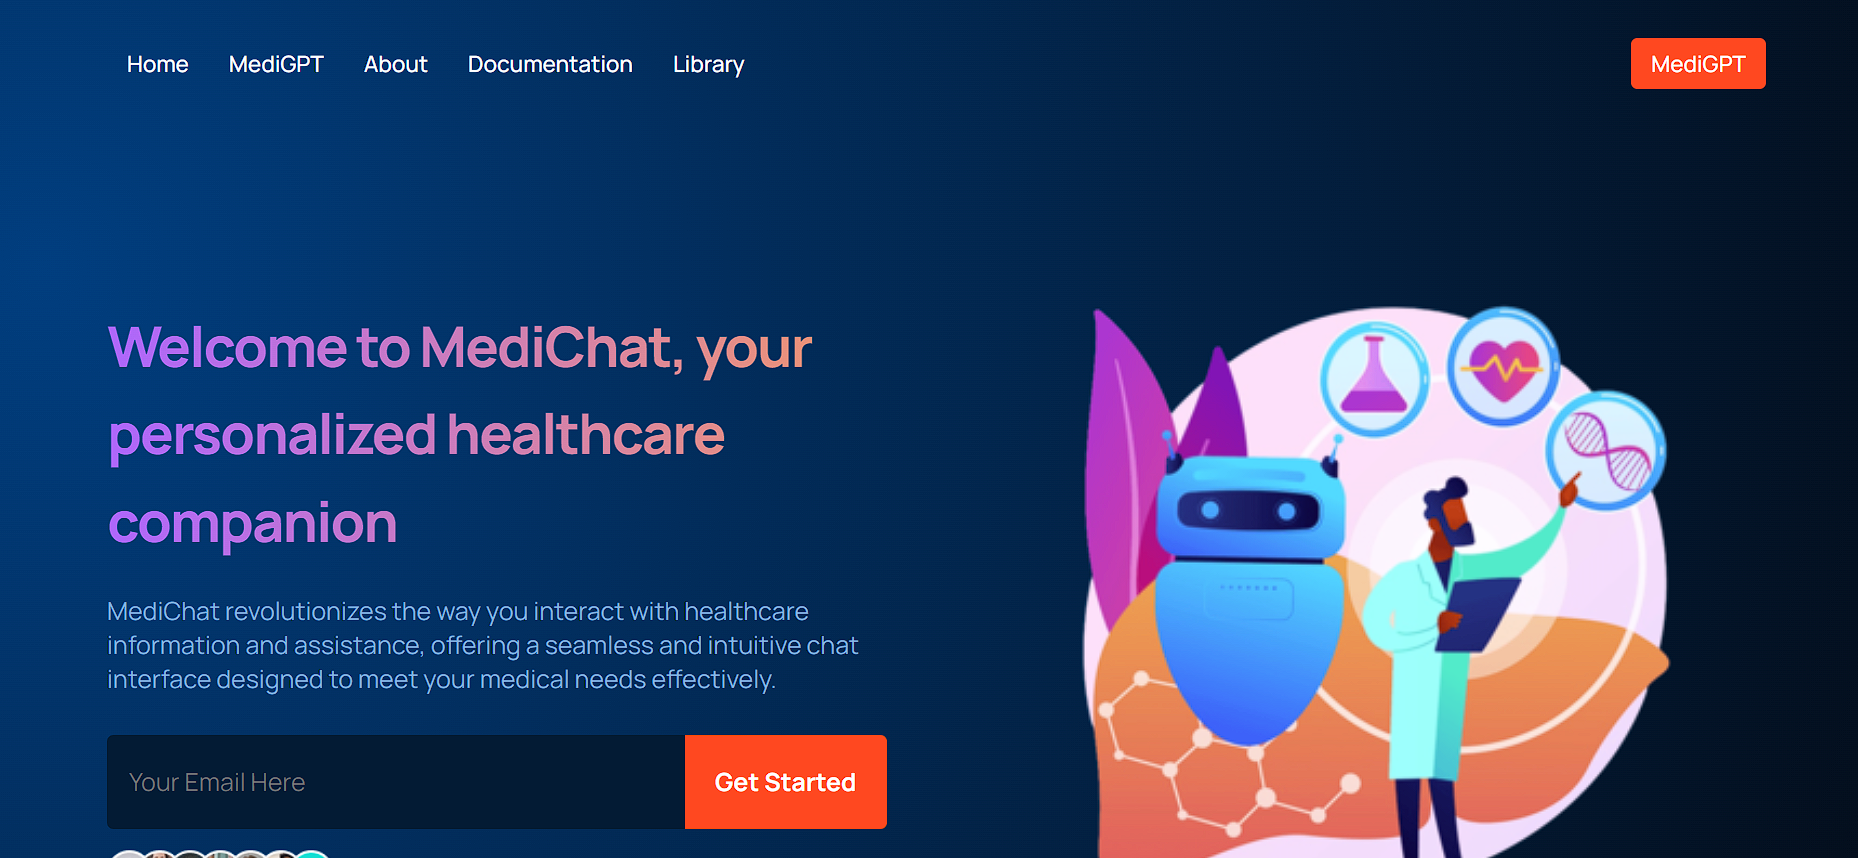 Home MediGPT About Documentation Library MediGPT
Welcome to MediChat, your
personalized healthcare
companion
MediChat revolutionizes the way you interact with healthcare
information and assistance, offering a seamless and intuitive chat
interface designed to meet your medical needs effectively.
Your Email Here Get Started